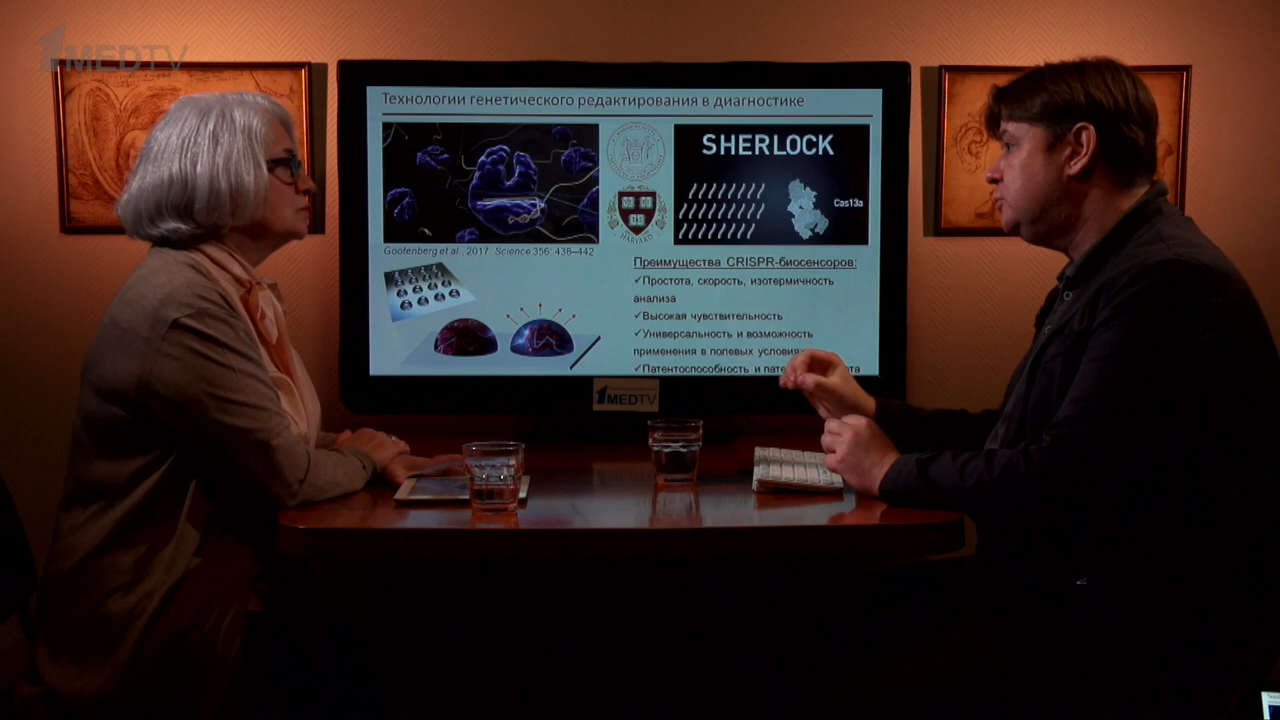 1MEDTV
Технологии генетического редактирования в диагностике
SHERLOCK
Cas13a
HARVARD
Gootenberg et al., 2017. Science 356: 438–442
Преимущества CRISPR-биосенсоров:
✓Простота, скорость, изотермичность
анализа
✓Высокая чувствительность
✓Универсальность и возможность
применения в полевых условиях
✓Патентоспособность и
1MEDTV